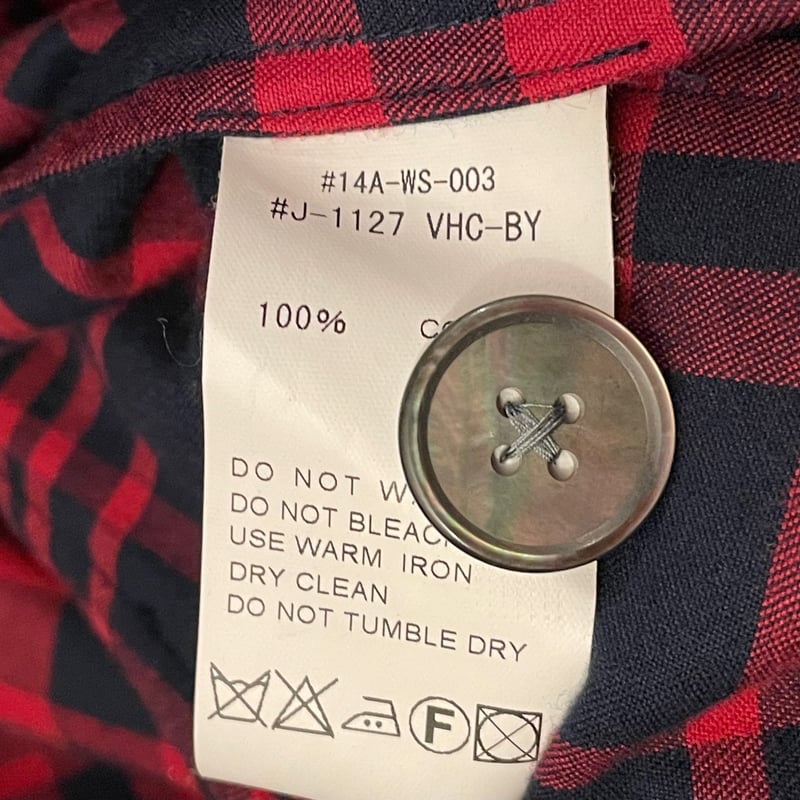 #14A-WS-003
#J-1127 VHC-BY
100%
DO NOT
DO NOT BLEACH
USE WARM IRON
DRY CLEAN
DO NOT TUMBLE DRY
F